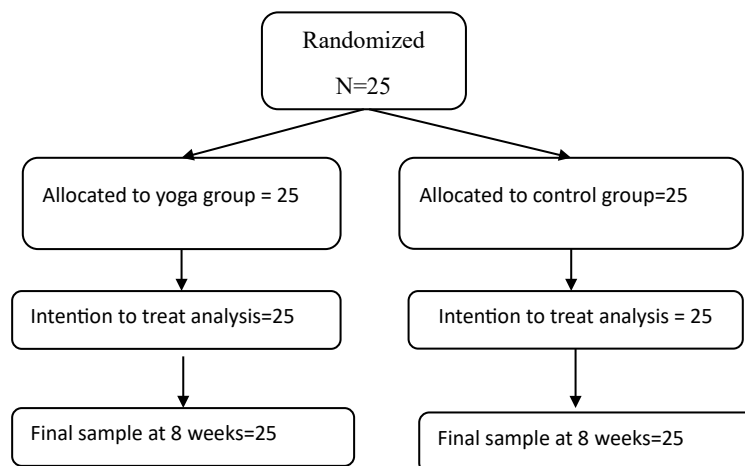 Randomized
N=25
Allocated to yoga group = 25
Allocated to control group=25
Intention to treat analysis=25
Intention to treat analysis = 25
Final sample at 8 weeks=25
Final sample at 8 weeks=25